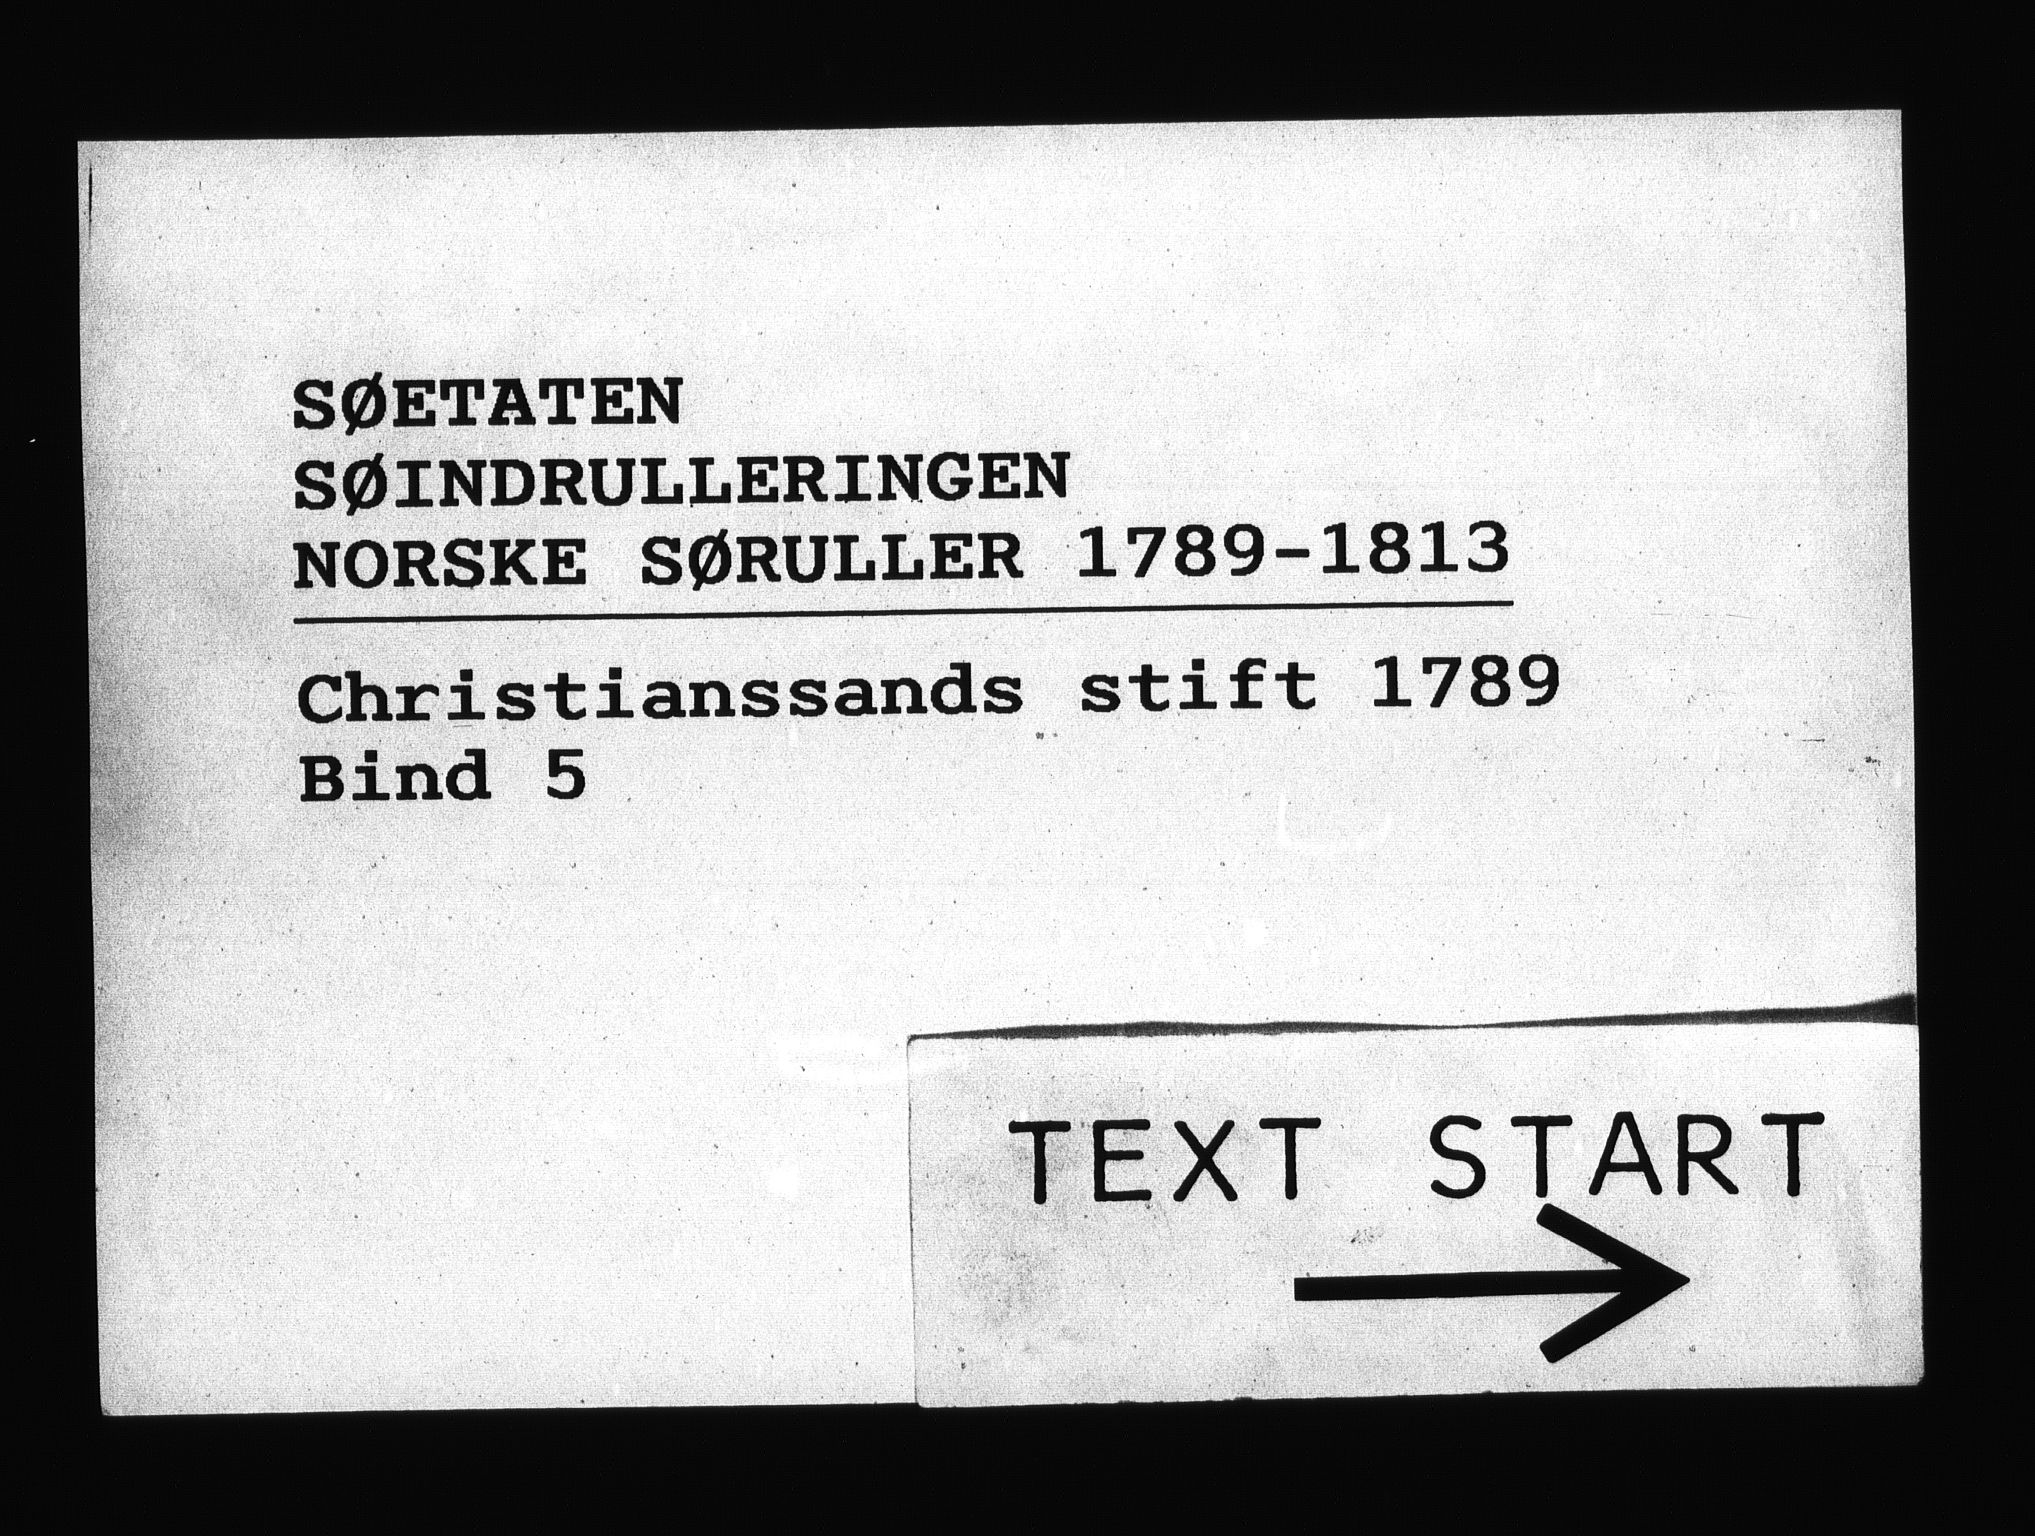 SØETATEN
SØINDRULLERINGEN
NORSKE SØRULLER 1789-1813
Christianssands stift 1789
Bind 5
TEXT START